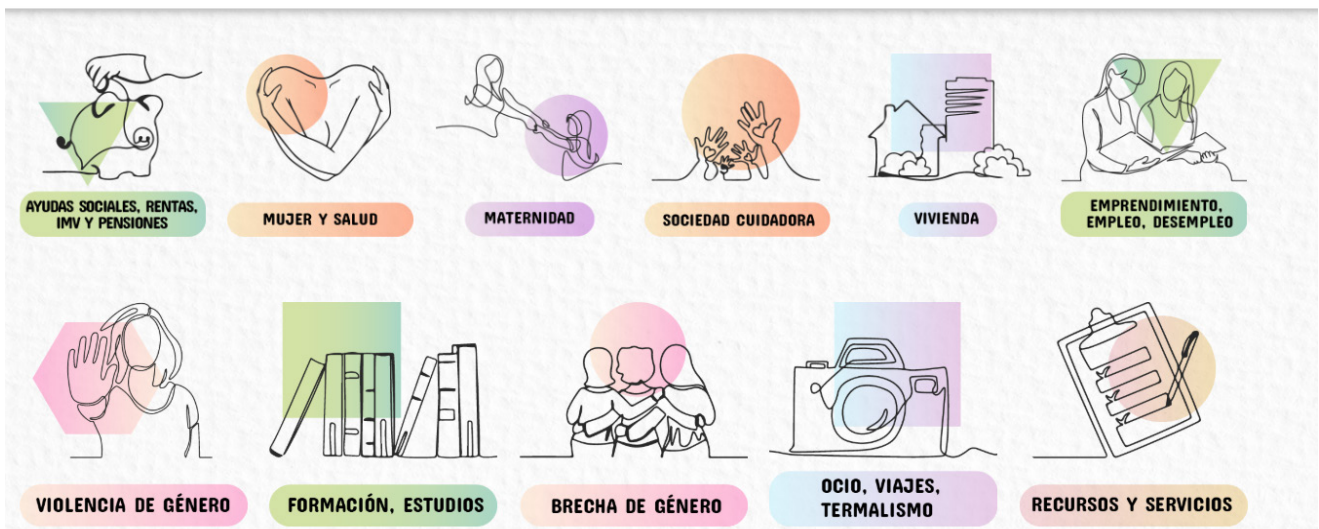 AYUDAS SOCIALES, RENTAS,
IMV Y PENSIONES
MUJER Y SALUD
MATERNIDAD
SOCIEDAD CUIDADORA
VIVIENDA
EMPRENDIMIENTO,
EMPLEO, DESEMPLEO
VIOLENCIA DE GÉNERO
FORMACIÓN, ESTUDIOS
BRECHA DE GÉNERO
OCIO, VIAJES,
TERMALISMO
RECURSOS Y SERVICIOS